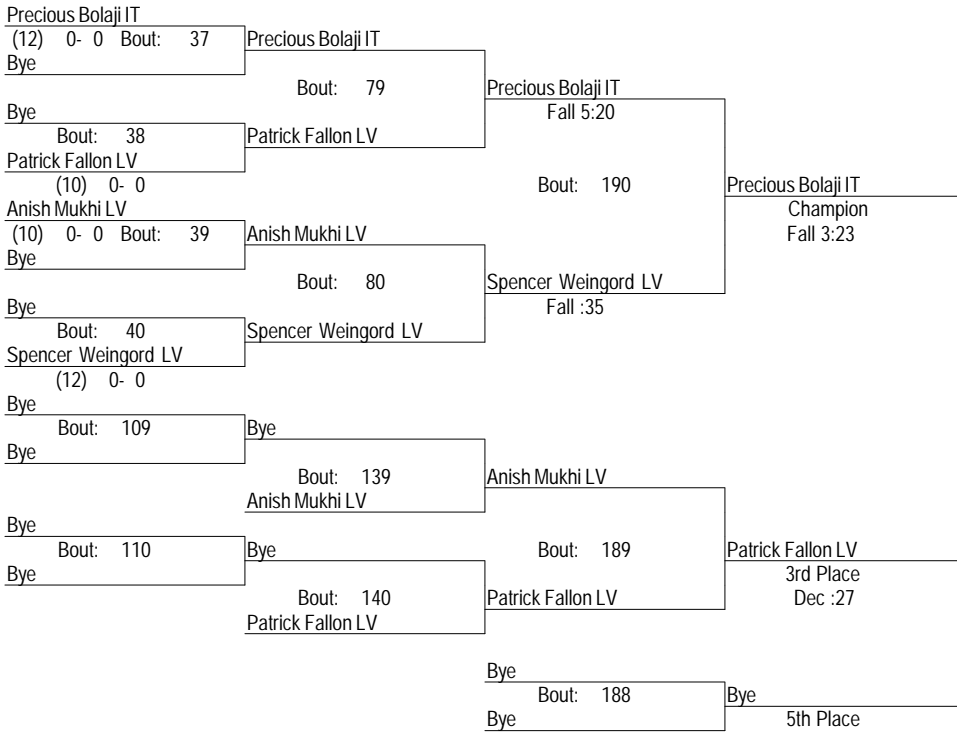 Precious Bolaji IT
(12) 0- 0 Bout: 37 Precious Bolaji IT
Bye
Bout: 79 Precious Bolaji IT
Bye Fall 5:20
Bout: 38 Patrick Fallon LV
Patrick Fallon LV
(10) 0- 0 Bout: 190 Precious Bolaji IT
Anish Mukhi LV Champion
(10) 0- 0 Bout: 39 Anish Mukhi LV Fall 3:23
Bye
Bout: 80 Spencer Weingord LV
Bye Fall :35
Bout: 40 Spencer Weingord LV
Spencer Weingord LV
(12) 0- 0
Bye
Bout: 109 Bye
Bye
Bout: 139 Anish Mukhi LV
Anish Mukhi LV
Bye
Bout: 110 Bye Bout: 189 Patrick Fallon LV
Bye 3rd Place
Bout: 140 Patrick Fallon LV Dec :27
Patrick Fallon LV
Bye
Bout: 188 Bye
Bye 5th Place